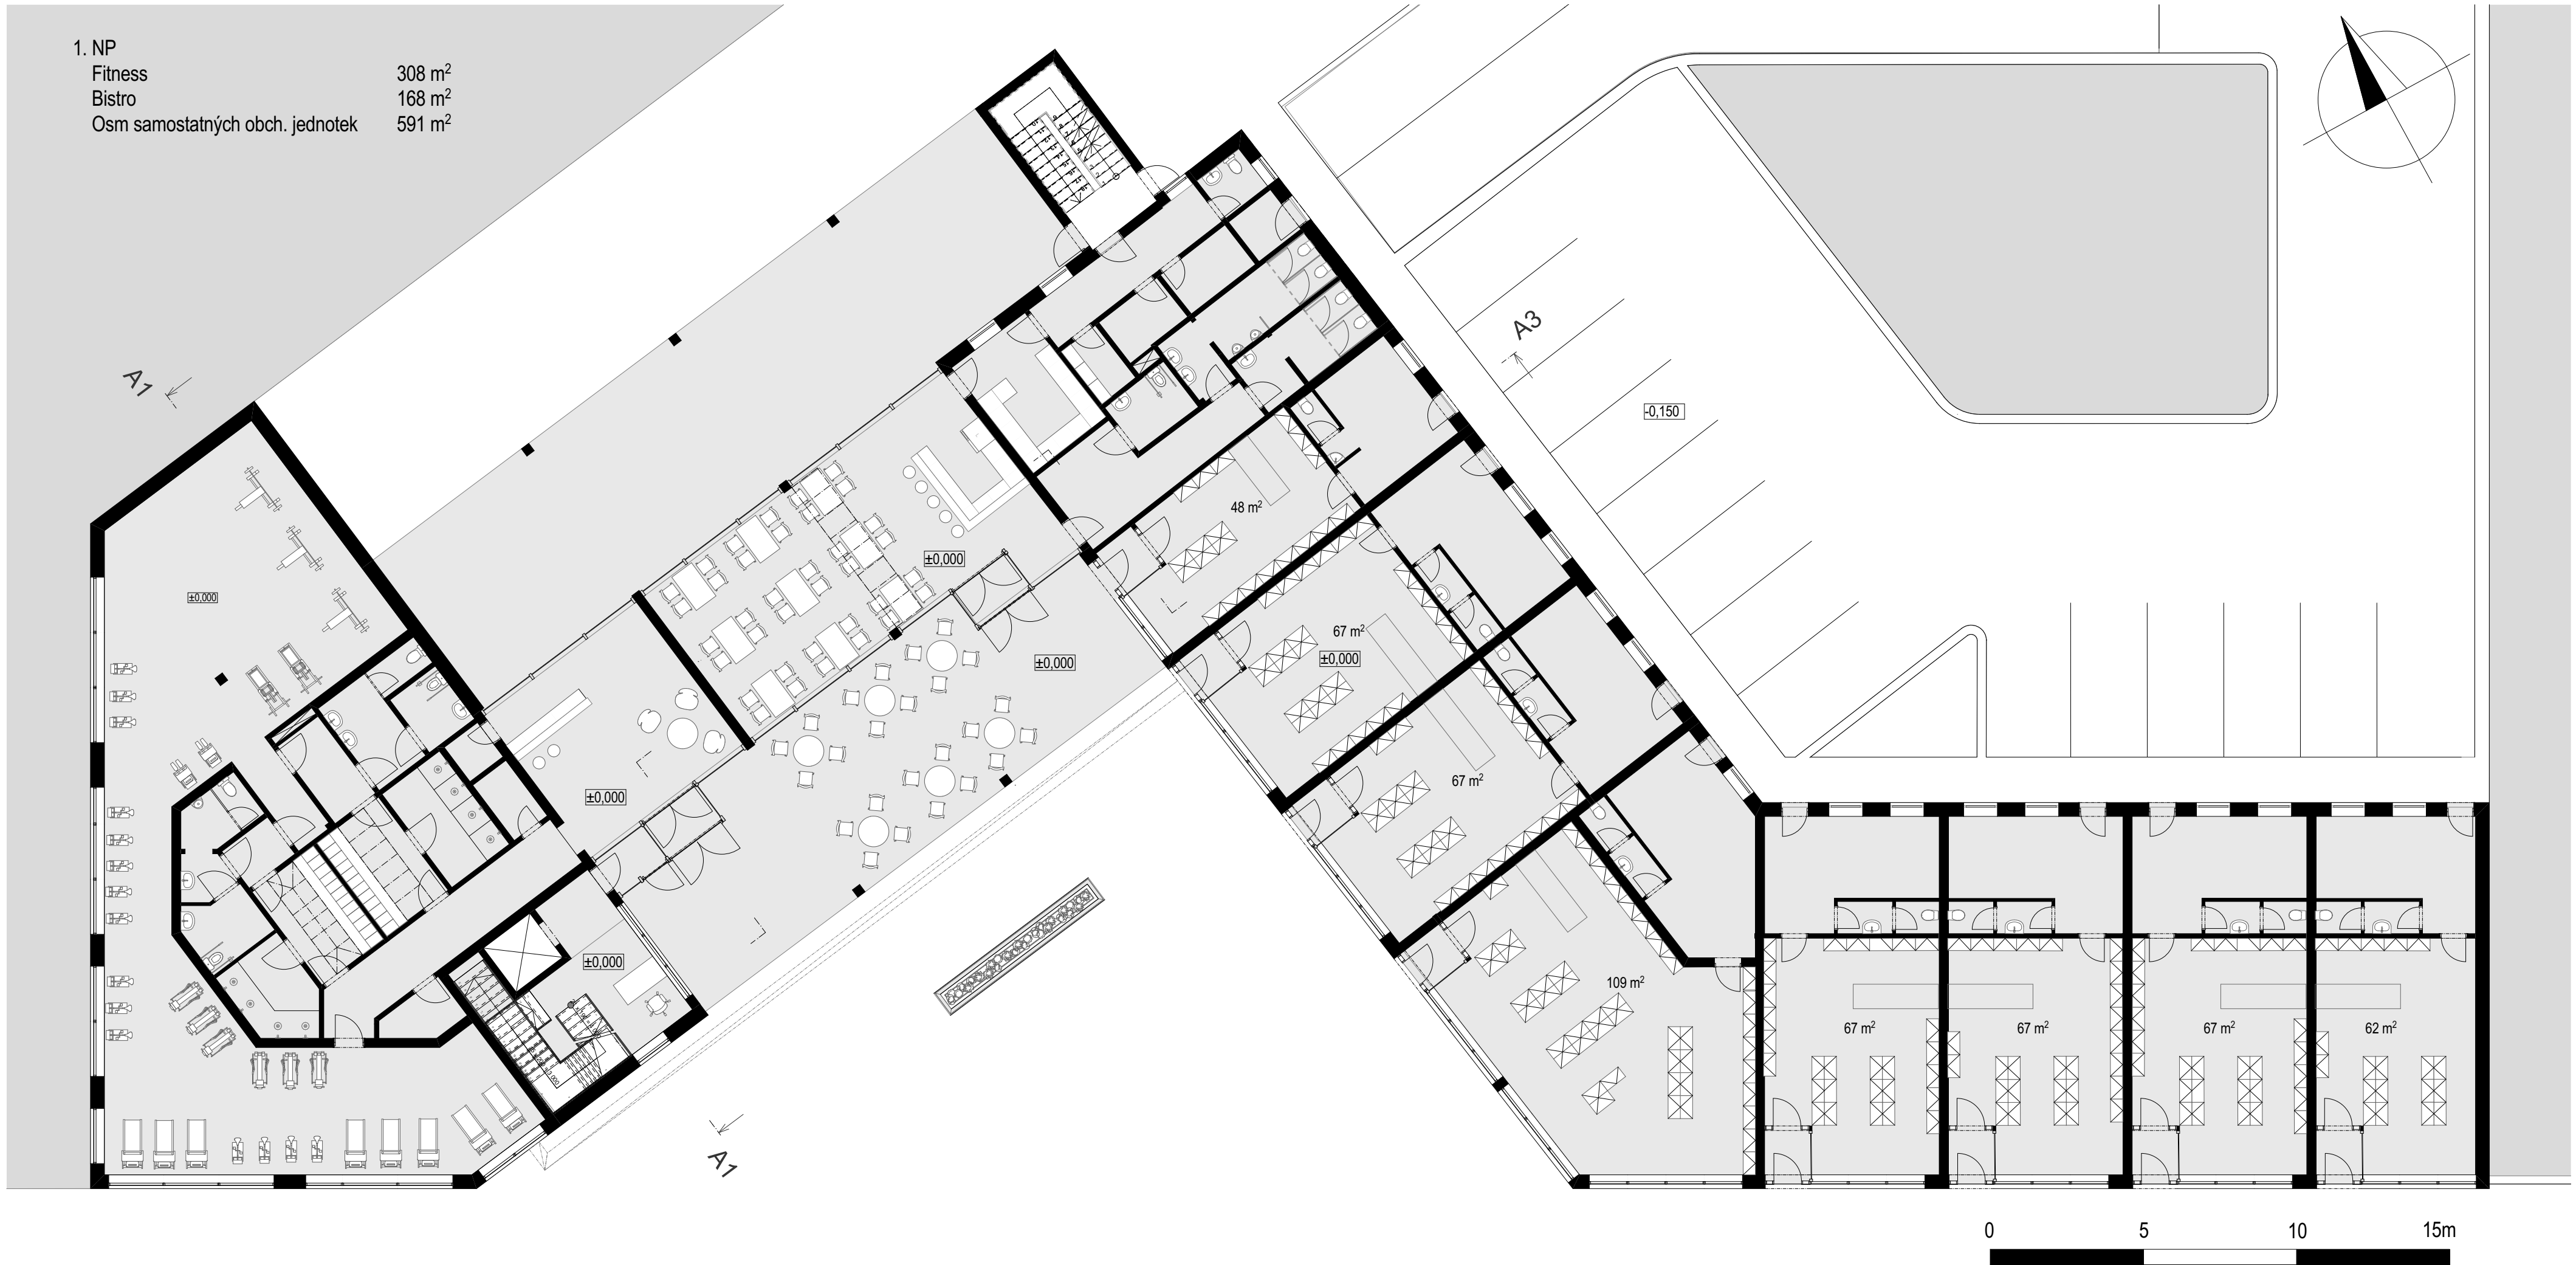 1. NP
Fitness 308 m²
Bistro 168 m²
Osm samostatných obch. jednotek 591 m²
A3
A1
-0,150
48 m²
±0,000
±0,000
67 m²
±0,000
±0,000
67 m²
±0,000
±0,000
109 m²
67 m²
67 m²
67 m²
62 m²
A1
0 5 10 15m